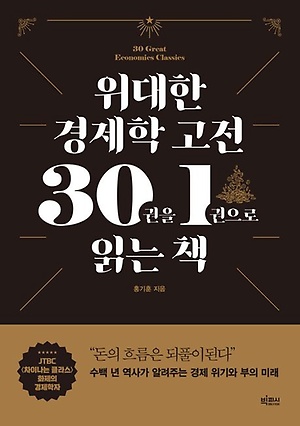 30 Great
Economics Classics
위대한
경제학 고전
30권을 1권으로
읽는 책
홍기훈 지음
JTBC
〈차이나는 클라스〉
화제의
경제학자
“돈의 흐름은 되풀이된다”
수백 년 역사가 알려주는 경제 위기와 부의 미래
빅피시